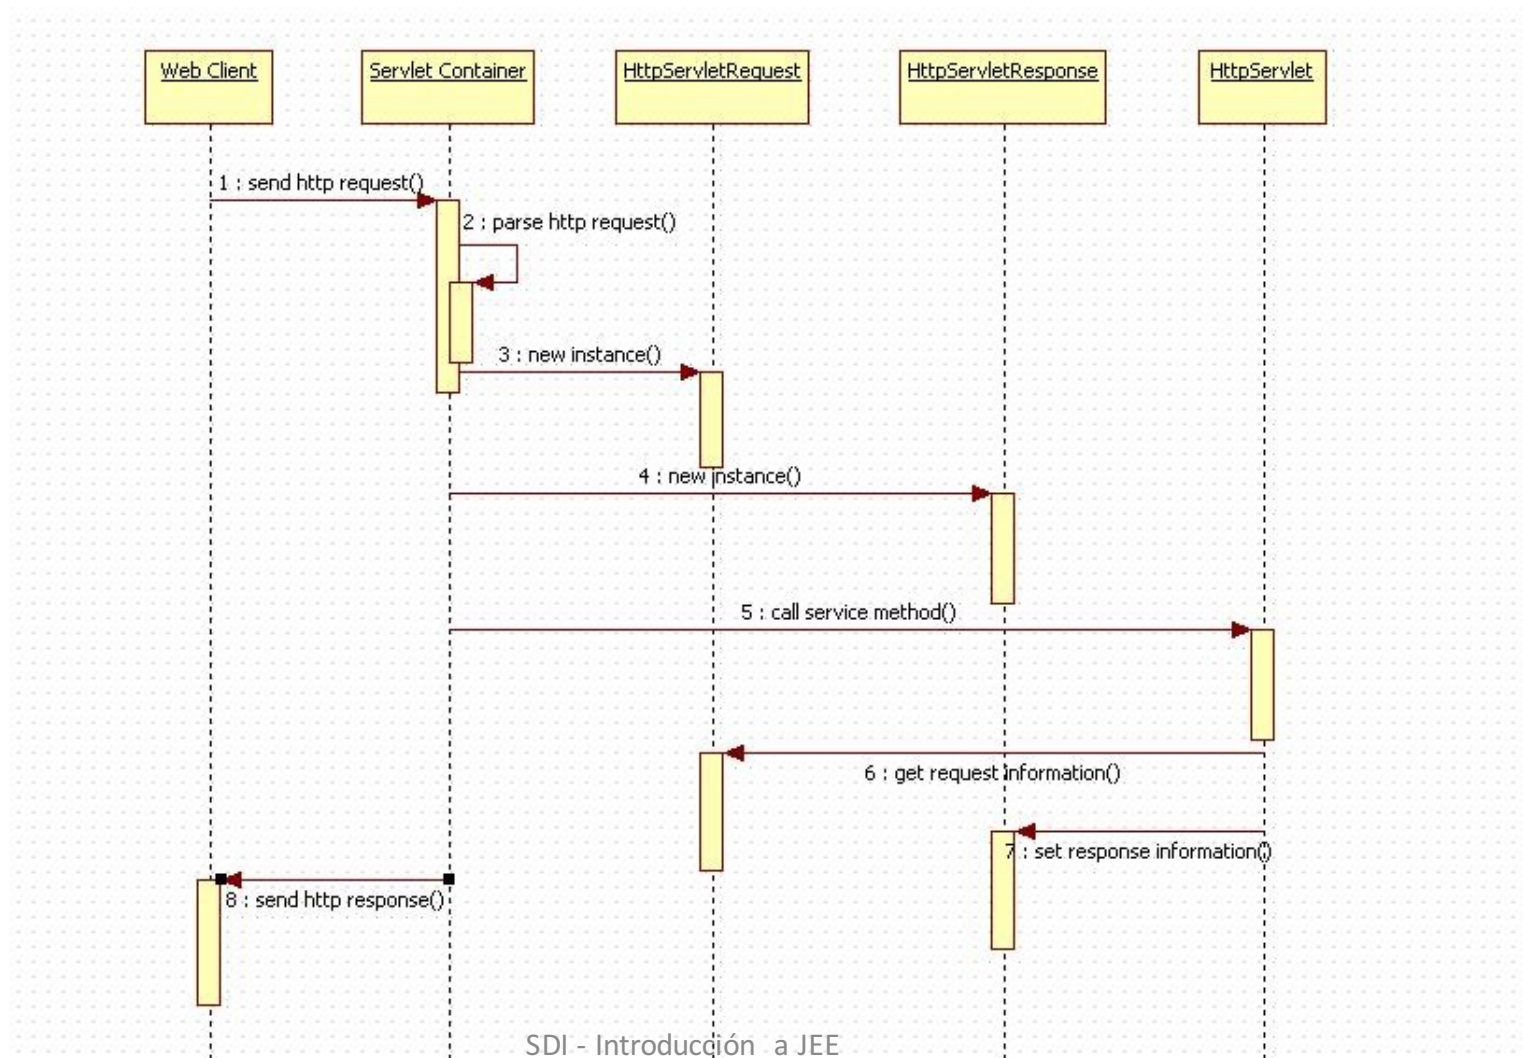 Web Client
Servlet Container
HttpServletRequest
HttpServletResponse
HttpServlet
1 : send http request()
2 : parse http request()
3 : new instance()
4 : new instance()
5 : call service method()
6 : get request information()
7 : set response information()
8 : send http response()
SDI - Introducción a JEE